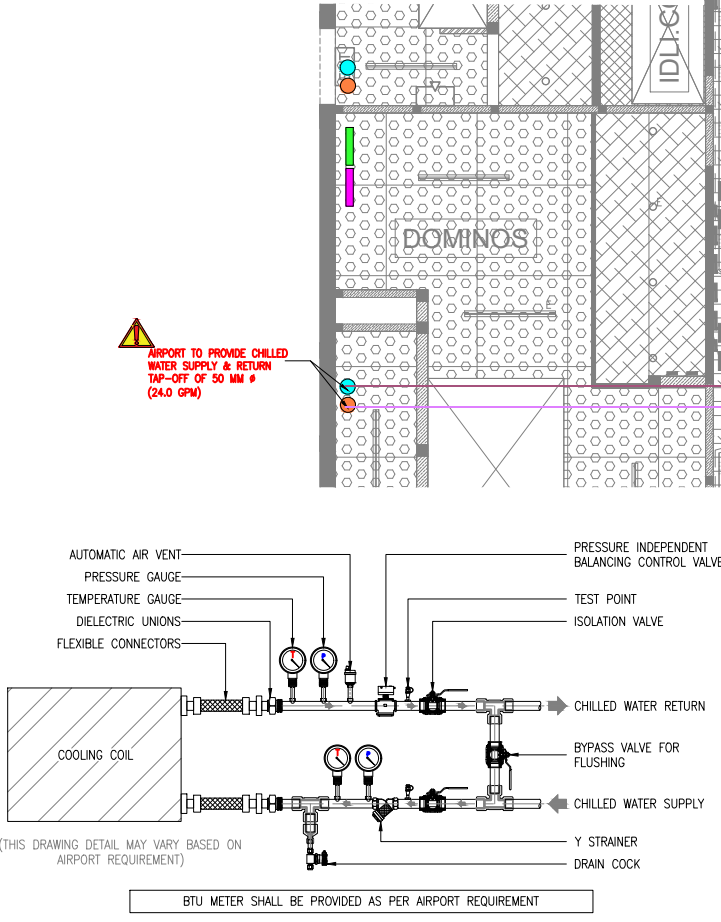 IDLI.CO
DOMINOS
E
E
AIRPORT TO PROVIDE CHILLED
WATER SUPPLY & RETURN
TAP-OFF OF 50 MM ø
(24.0 GPM)
AUTOMATIC AIR VENT
PRESSURE GAUGE
TEMPERATURE GAUGE
DIELECTRIC UNIONS
FLEXIBLE CONNECTORS
PRESSURE INDEPENDENT
BALANCING CONTROL VALVE
TEST POINT
ISOLATION VALVE
T
P
CHILLED WATER RETURN
COOLING COIL
BYPASS VALVE FOR
FLUSHING
T
P
CHILLED WATER SUPPLY
Y STRAINER
DRAIN COCK
(THIS DRAWING DETAIL MAY VARY BASED ON
AIRPORT REQUIREMENT)
BTU METER SHALL BE PROVIDED AS PER AIRPORT REQUIREMENT